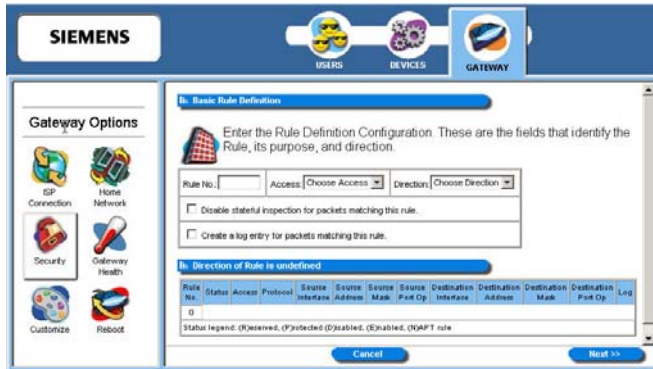 SIEMENS
USERS
DEVICES
GATEWAY
Gateway Options
ISP Connection
Home Network
Security
Gateway Health
Customize
Reboot
Basic Rule Definition
Enter the Rule Definition Configuration. These are the fields that identify the
Rule, its purpose, and direction.
Rule No.: Access: Choose Access Direction: Choose Direction
Disable stateful inspection for packets matching this rule.
Create a log entry for packets matching this rule.
Direction of Rule is undefined
Rule No. Status Access Protocol Source Interface Source Address Source Mask Source Port Op Destination Interface Destination Address Destination Mask Destination Port Op Log
0
Status legend: (R)eserved, (P)rotected (D)isabled, (E)nabled, (N)APT rule
Cancel
Next >>